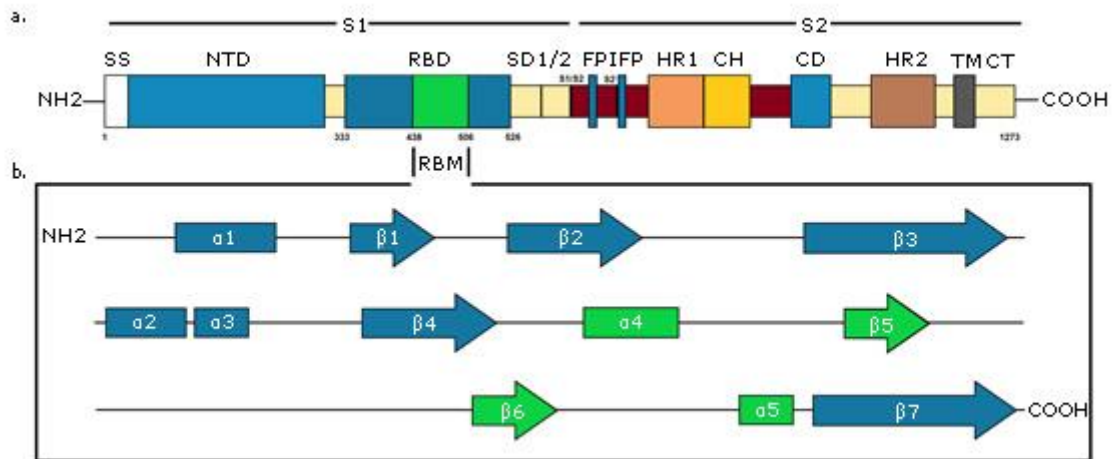 a.
S1 S2
SS NTD RBD SD1/2 FP IFP HR1 CH CD HR2 TM CT
S1/S2 S2'
NH2 COOH
1 333 438 506 526 1273
RBM
b.
NH2 α1 β1 β2 β3
α2 α3 β4 α4 β5
β6 α5 β7 COOH